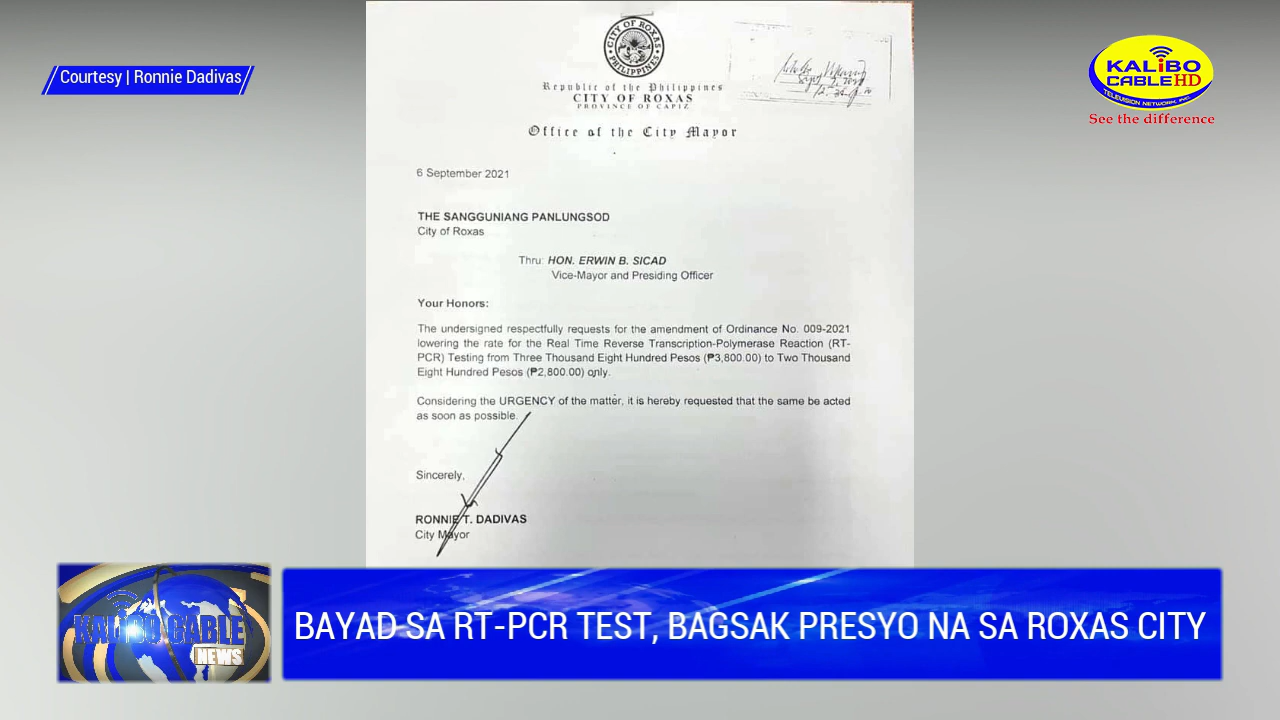 Courtesy | Ronnie Dadivas
CITY OF ROXAS
PHILIPPINES
Republic of the Philippines
CITY OF ROXAS
PROVINCE OF CAPIZ
Office of the City Mayor
6 September 2021
THE SANGGUNIANG PANLUNGSOD
City of Roxas
Thru: HON. ERWIN B. SICAD
Vice-Mayor and Presiding Officer
Your Honors:
The undersigned respectfully requests for the amendment of Ordinance No. 009-2021
lowering the rate for the Real Time Reverse Transcription-Polymerase Reaction (RT-
PCR) Testing from Three Thousand Eight Hundred Pesos (₱3,800.00) to Two Thousand
Eight Hundred Pesos (₱2,800.00) only.
Considering the URGENCY of the matter, it is hereby requested that the same be acted
as soon as possible.
Sincerely,
RONNIE T. DADIVAS
City Mayor
KALiBO
CABLE HD
TELEVISION NETWORK, INC.
See the difference
KALIBO CABLE
NEWS
BAYAD SA RT-PCR TEST, BAGSAK PRESYO NA SA ROXAS CITY